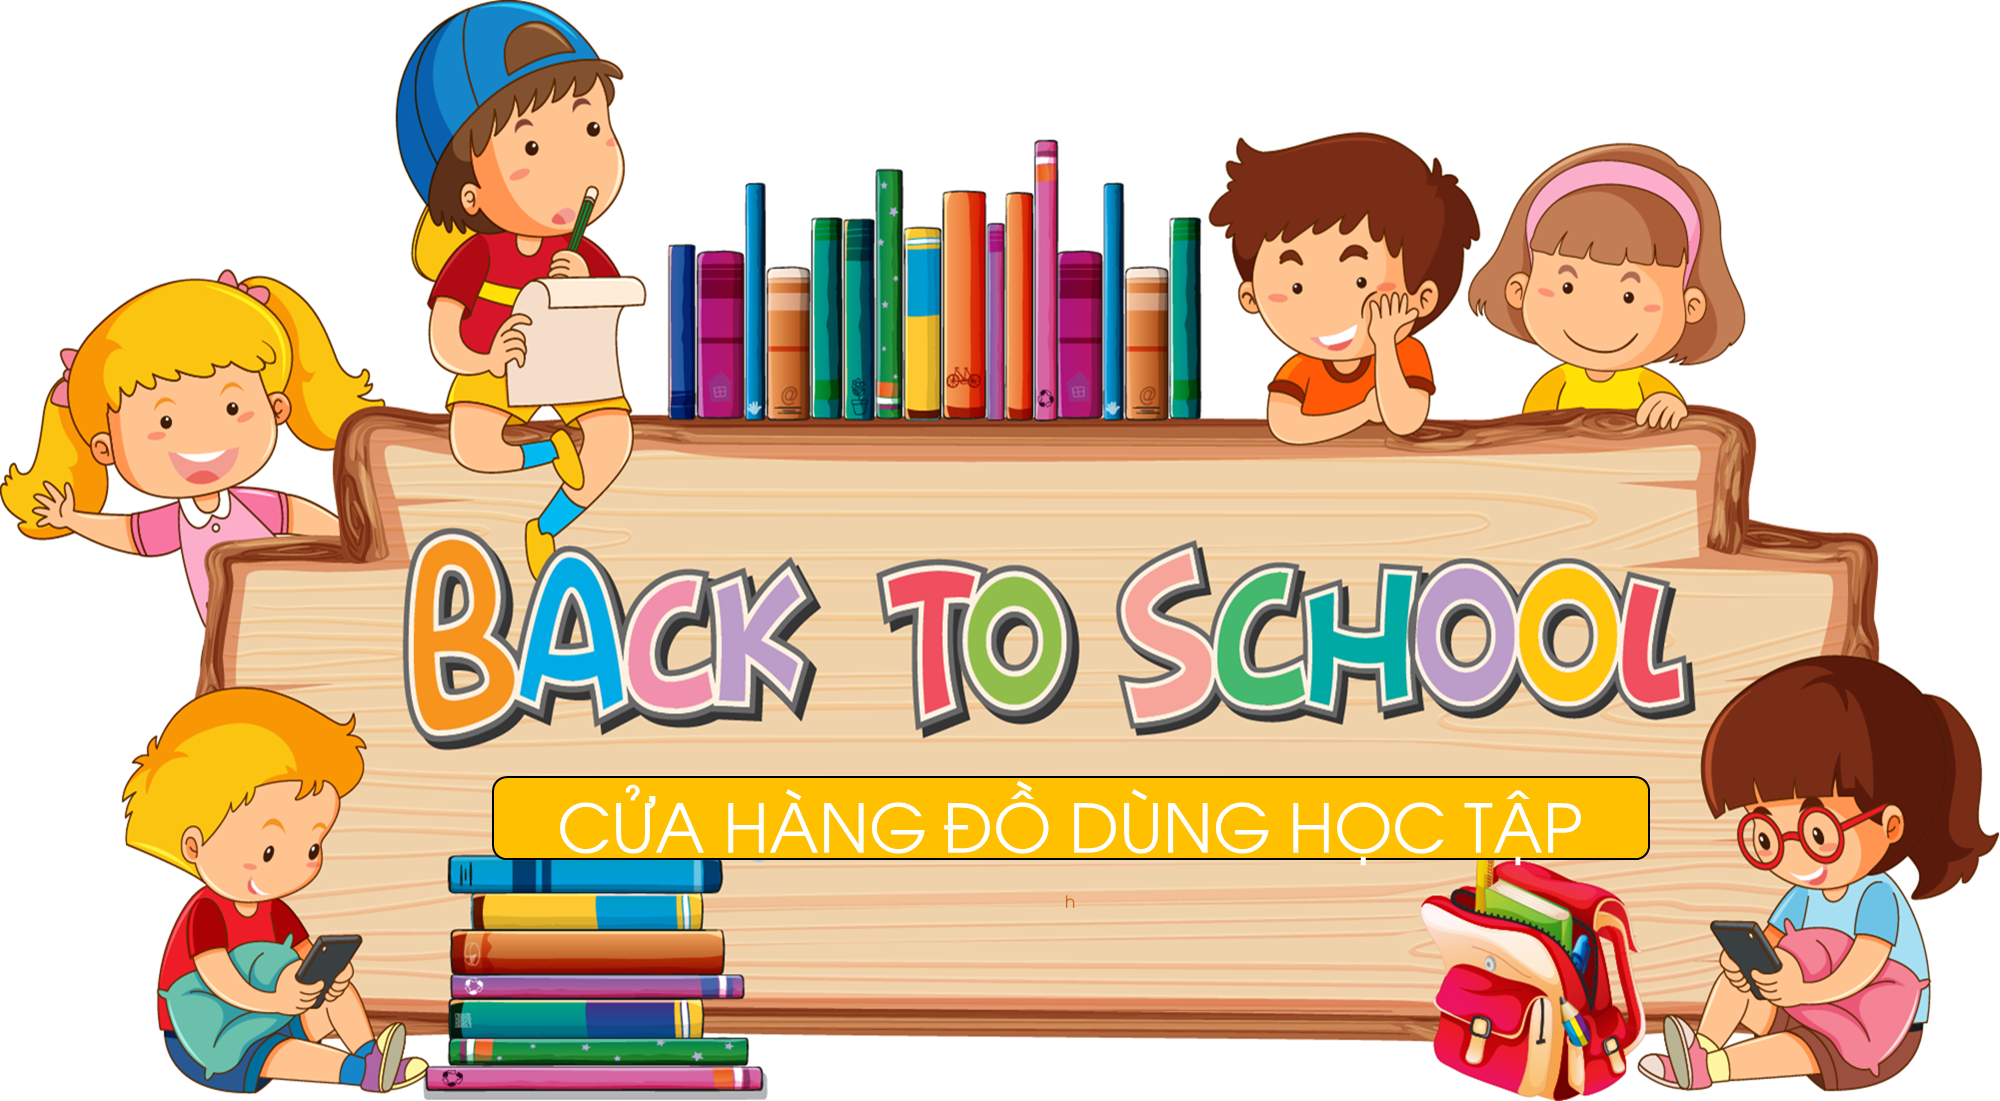 BACK TO SCHOOL
CỬA HÀNG ĐỒ DÙNG HỌC TẬP
h